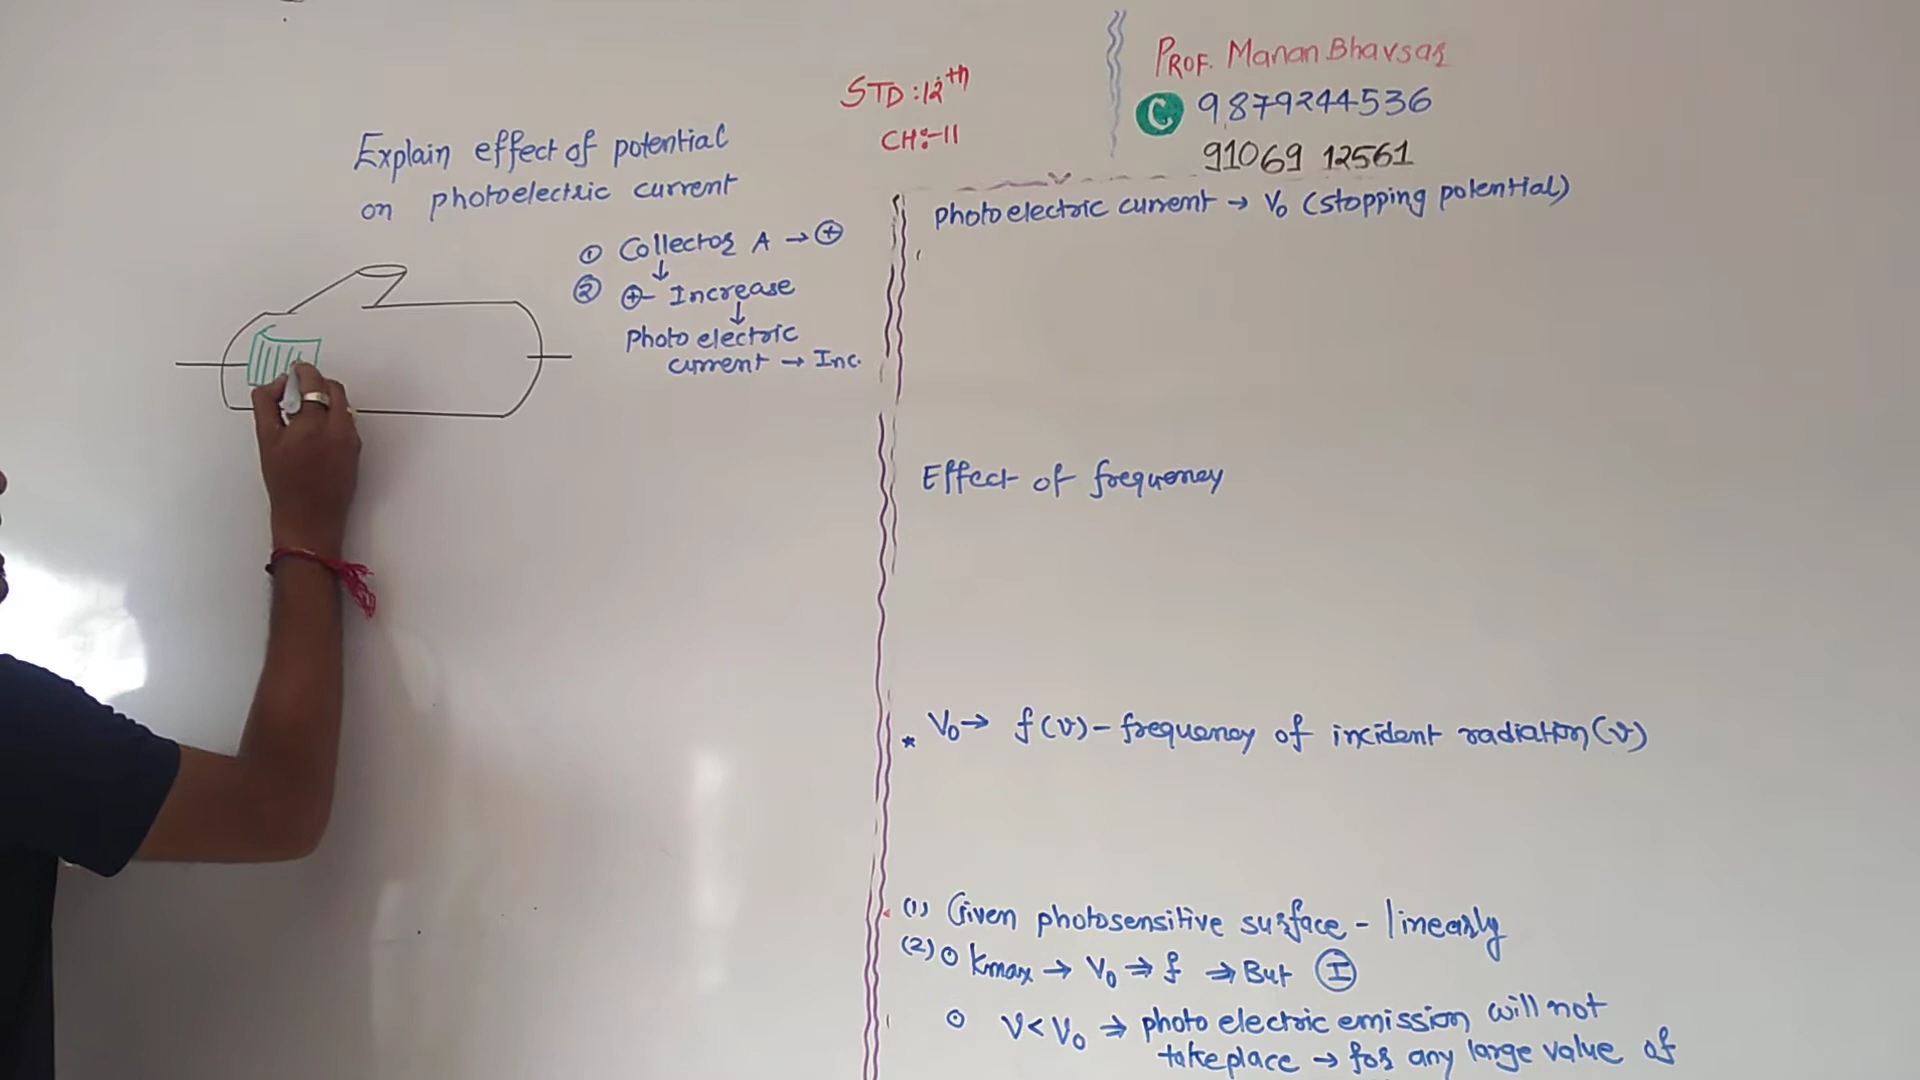 STD:12th
CH:-11
PROF. Manan Bhavsar
C 9879244536
91069 12561
Explain effect of potential
on photoelectric current
① Collector A → ⊕
↓
② ⊕- Increase
↓
Photo electric
current → Inc.
photoelectric current → V₀ (stopping potential)
Effect of frequency
* V₀ → f(ν) - frequency of incident radiation (ν)
(1) Given photosensitive surface - linearly
(2) ⊙ Kmax → V₀ ⇒ f ⇒ But Ⓘ
⊙ V < V₀ ⇒ photo electric emission will not
take place → for any large value of